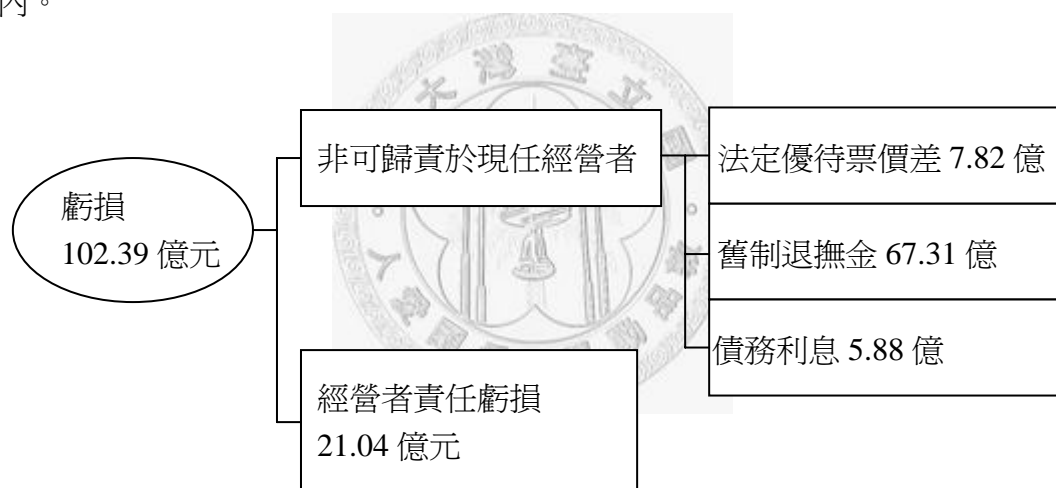 內。
虧損
102.39 億元
非可歸責於現任經營者
法定優待票價差 7.82 億
舊制退撫金 67.31 億
債務利息 5.88 億
經營者責任虧損
21.04 億元